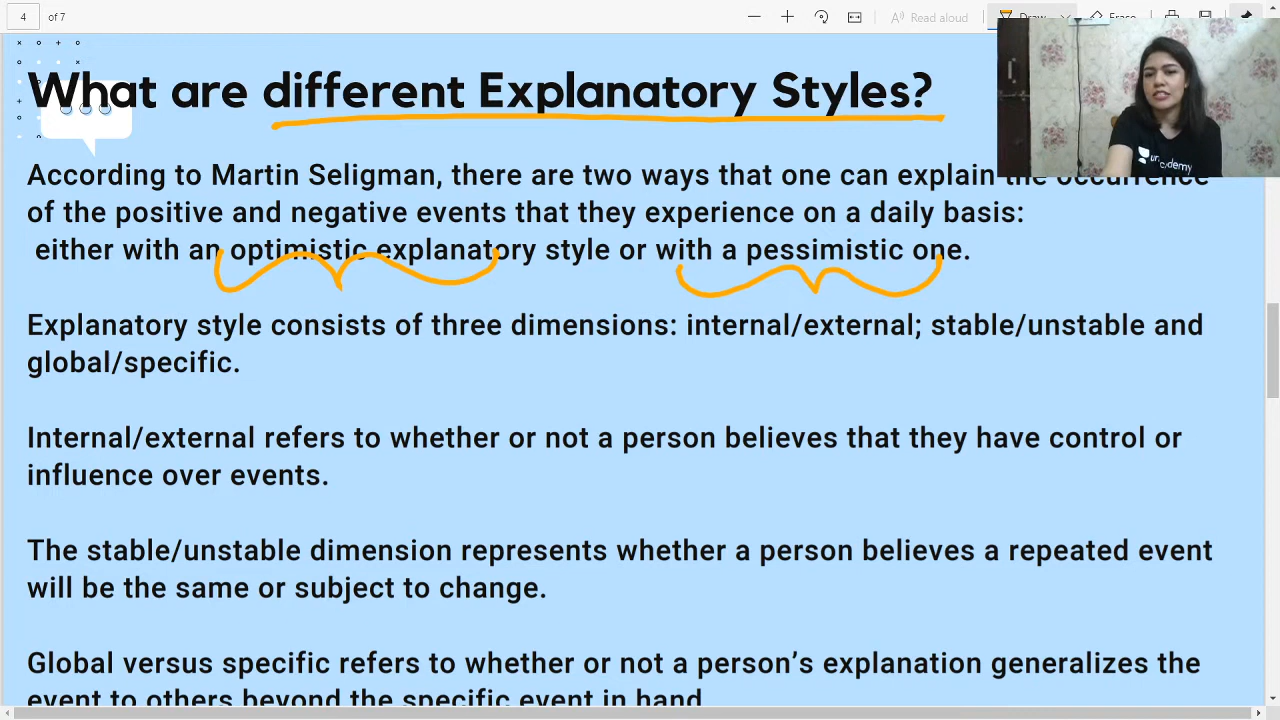 4 of 7
Read aloud
Draw
Erase
What are different Explanatory Styles?
According to Martin Seligman, there are two ways that one can explain the occurrence
of the positive and negative events that they experience on a daily basis:
either with an optimistic explanatory style or with a pessimistic one.
Explanatory style consists of three dimensions: internal/external; stable/unstable and
global/specific.
Internal/external refers to whether or not a person believes that they have control or
influence over events.
The stable/unstable dimension represents whether a person believes a repeated event
will be the same or subject to change.
Global versus specific refers to whether or not a person's explanation generalizes the
event to others beyond the specific event in hand